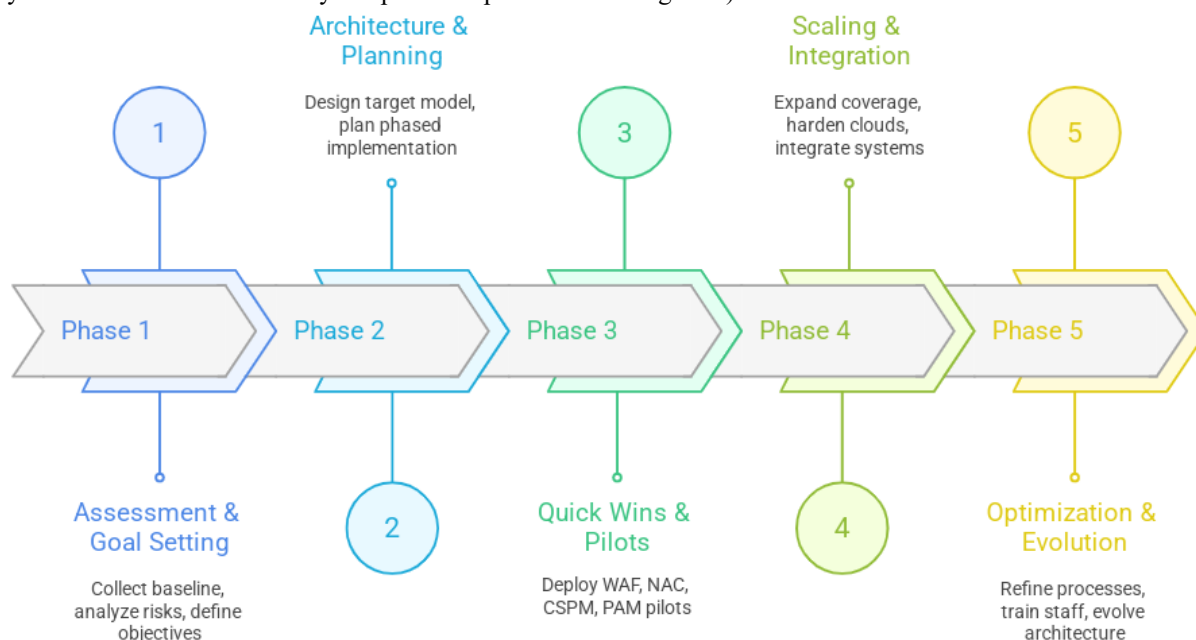 Architecture &
Planning
Scaling &
Integration
1
Design target model,
plan phased
implementation
3
Expand coverage,
harden clouds,
integrate systems
5
Phase 1
Phase 2
Phase 3
Phase 4
Phase 5
Assessment &
Goal Setting
2
Quick Wins &
Pilots
4
Optimization &
Evolution
Collect baseline,
analyze risks, define
objectives
Deploy WAF, NAC,
CSPM, PAM pilots
Refine processes,
train staff, evolve
architecture